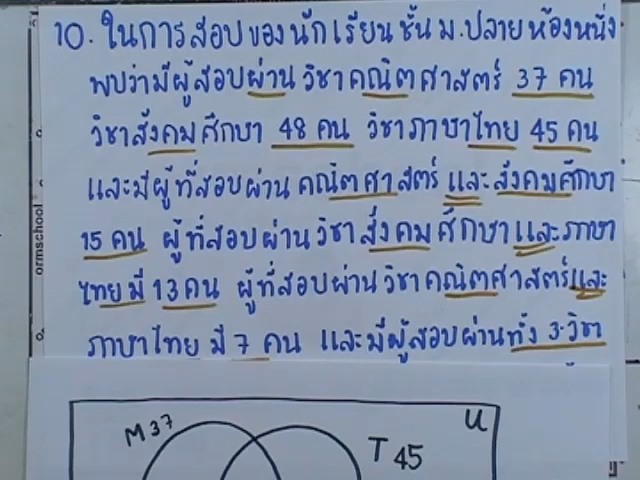 10. ในการสอบของนักเรียนชั้น ม.ปลายห้องหนึ่ง
พบว่ามีผู้สอบผ่านวิชาคณิตศาสตร์ 37 คน
วิชาสังคมศึกษา 48 คน วิชาภาษาไทย 45 คน
และมีผู้ที่สอบผ่านคณิตศาสตร์และสังคมศึกษา
15 คน ผู้ที่สอบผ่านวิชาสังคมศึกษาและภาษา
ไทยมี 13 คน ผู้ที่สอบผ่านวิชาคณิตศาสตร์และ
ภาษาไทยมี 7 คน และมีผู้สอบผ่านทั้ง 3 วิชา
ormschool
M 37
U
T 45